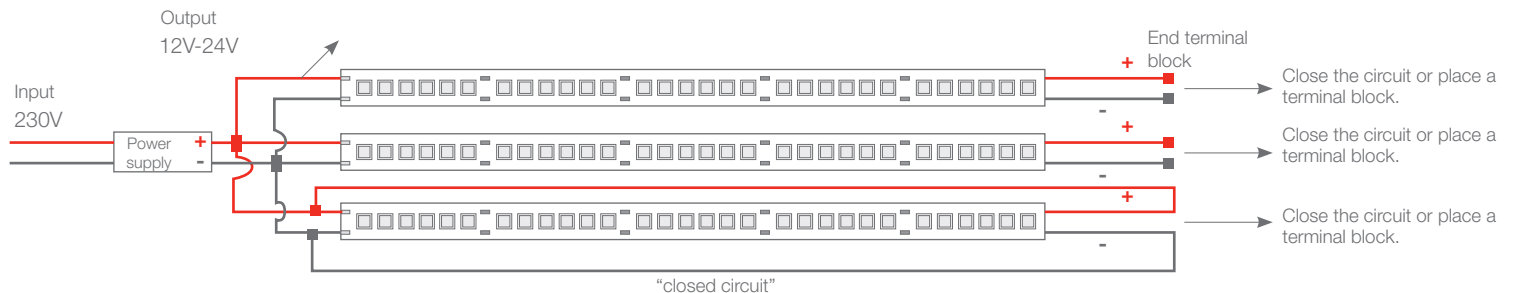 Output
12V-24V
Input
230V
Power
supply
+
-
End terminal
block
+
-
Close the circuit or place a
terminal block.
+
-
Close the circuit or place a
terminal block.
+
-
Close the circuit or place a
terminal block.
“closed circuit”